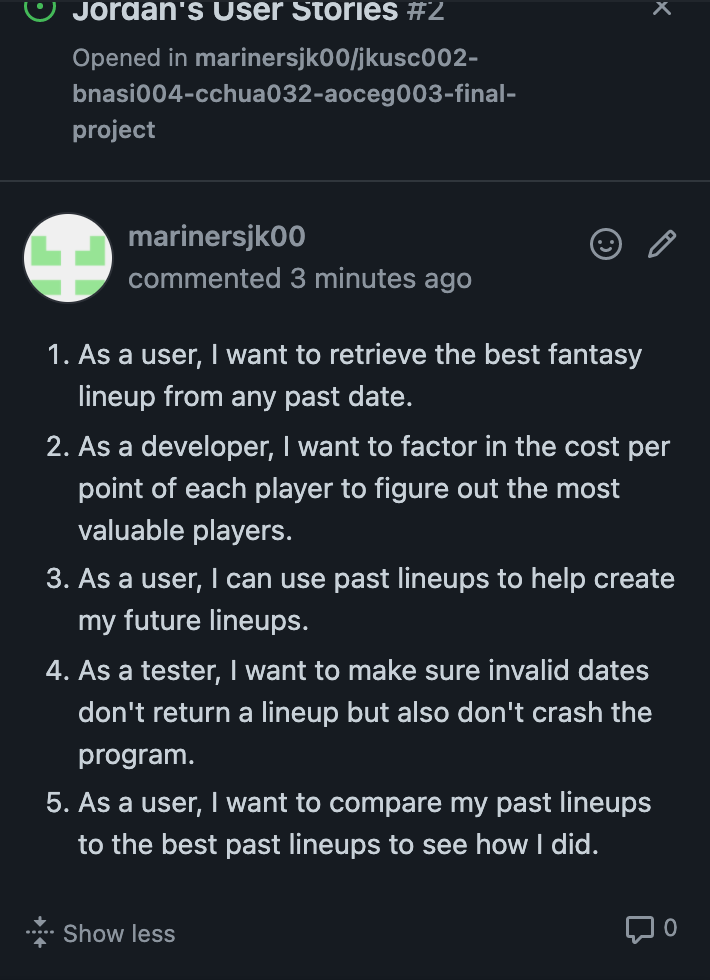 Jordan's User Stories #2
Opened in marinersjk00/jkusc002-
bnasi004-cchua032-aoceg003-final-
project
marinersjk00
commented 3 minutes ago
1. As a user, I want to retrieve the best fantasy
lineup from any past date.
2. As a developer, I want to factor in the cost per
point of each player to figure out the most
valuable players.
3. As a user, I can use past lineups to help create
my future lineups.
4. As a tester, I want to make sure invalid dates
don't return a lineup but also don't crash the
program.
5. As a user, I want to compare my past lineups
to the best past lineups to see how I did.
Show less
0